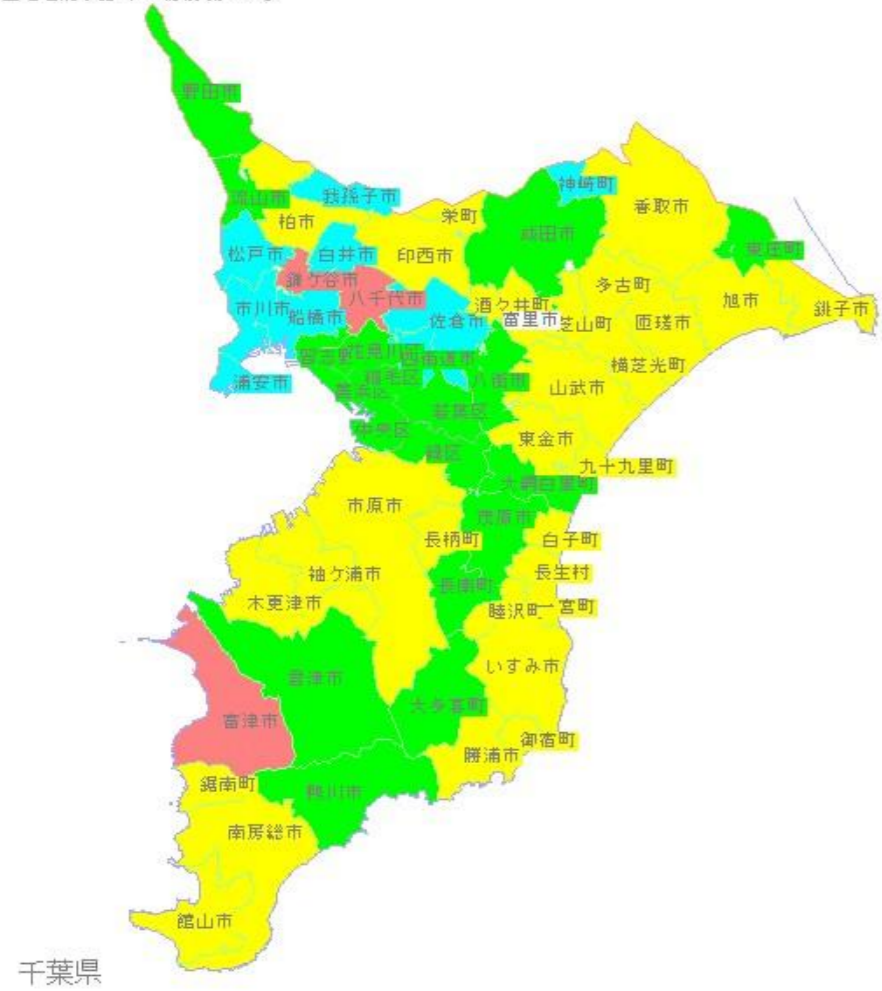 野田市
流山市
我孫子市
神崎町
柏市
栄町
成田市
香取市
東庄町
松戸市
白井市
印西市
鎌ケ谷市
八千代市
多古町
旭市
銚子市
市川市
船橋市
佐倉市
酒々井町
富里市
芝山町
匝瑳市
習志野
花見川区
四街道市
横芝光町
浦安市
稲毛区
美浜区
八街市
山武市
若葉区
中央区
東金市
緑区
九十九里町
大網白里町
市原市
茂原市
長柄町
白子町
袖ケ浦市
長生村
長南町
木更津市
睦沢町
一宮町
いすみ市
君津市
大多喜町
富津市
御宿町
勝浦市
鋸南町
鴨川市
南房総市
館山市
千葉県